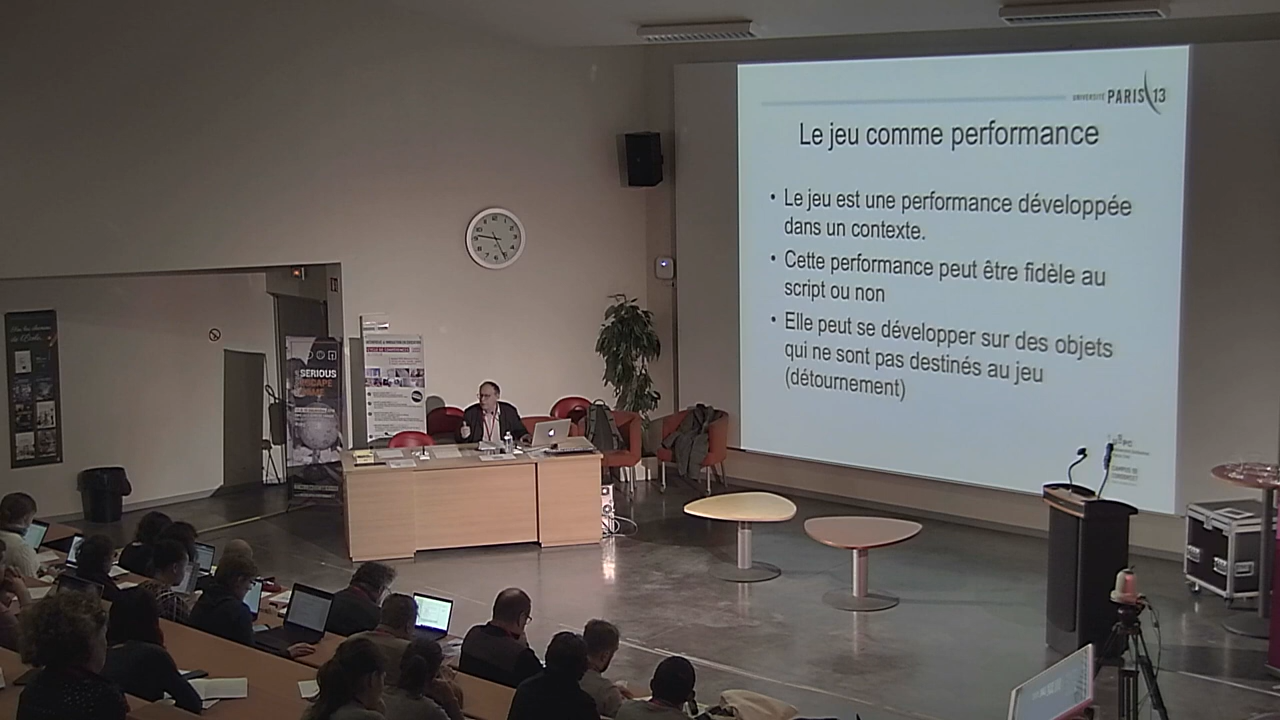 UNIVERSITÉ PARIS 13
Le jeu comme performance
• Le jeu est une performance développée
dans un contexte.
• Cette performance peut être fidèle au
script ou non
• Elle peut se développer sur des objets
qui ne sont pas destinés au jeu
(détournement)
SERIOUS
ESCAPE
GAME